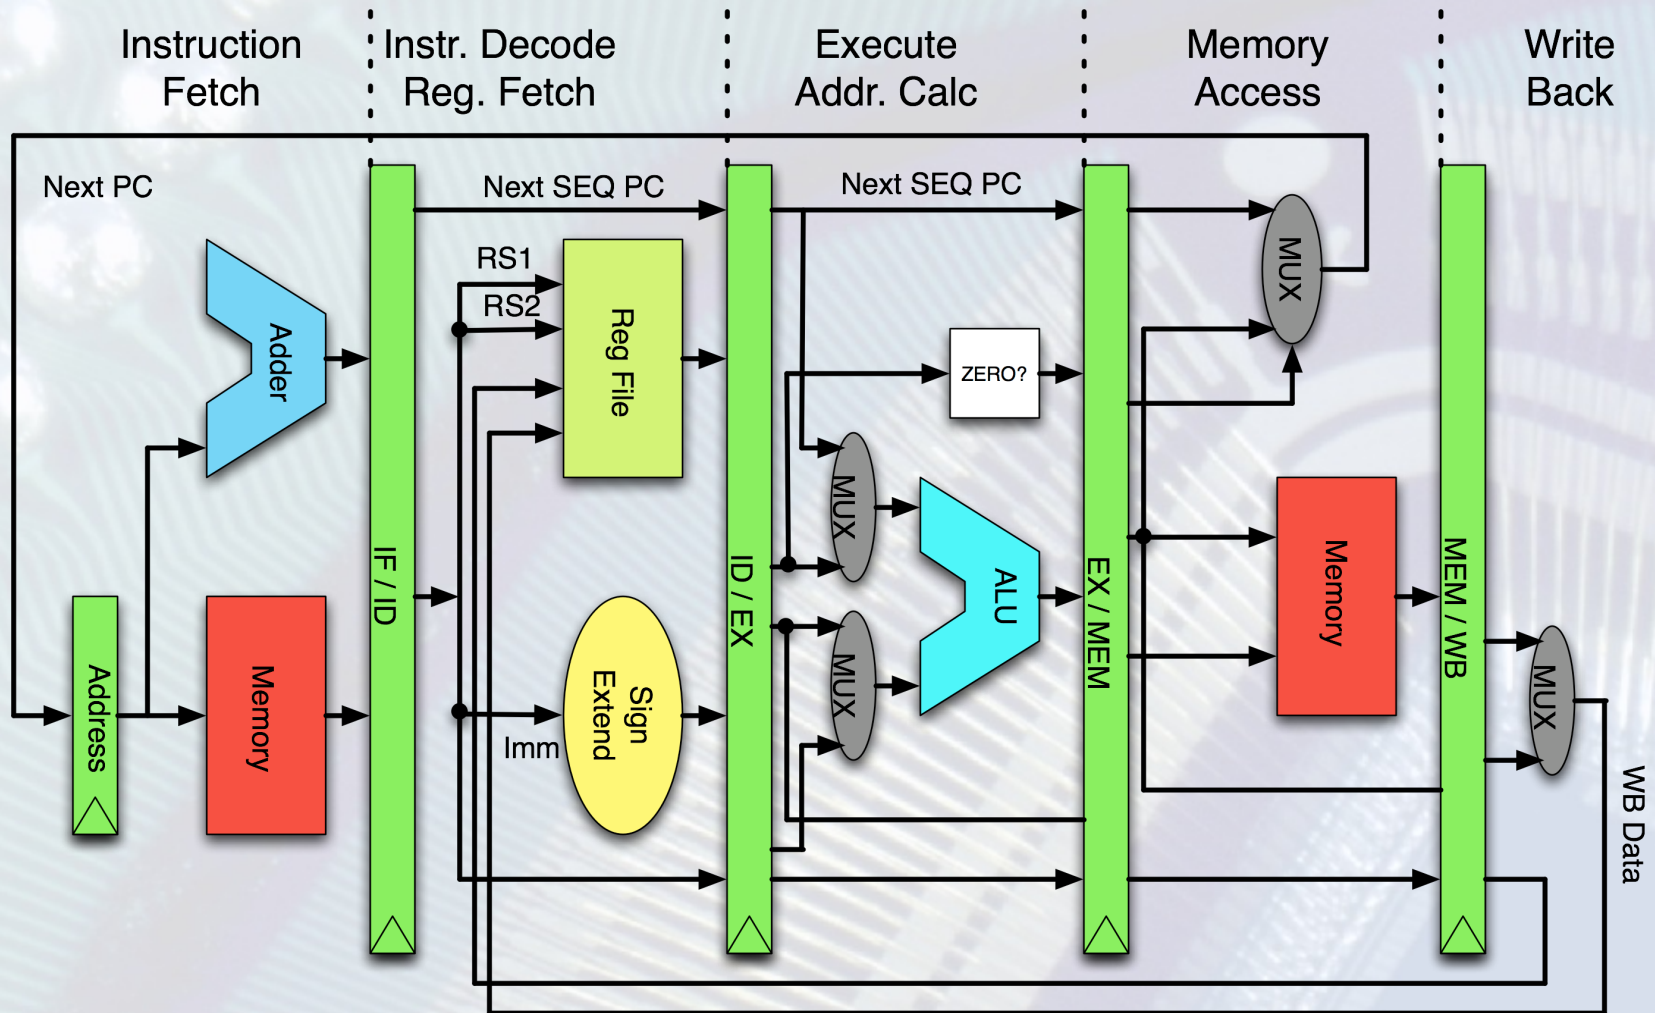 Instruction
Fetch
Instr. Decode
Reg. Fetch
Execute
Addr. Calc
Memory
Access
Write
Back
Next PC
Next SEQ PC
Next SEQ PC
RS1
RS2
Adder
Reg File
MUX
ZERO?
MUX
IF / ID
ID / EX
ALU
EX / MEM
Memory
MEM / WB
Address
Memory
Imm
Sign
Extend
MUX
MUX
WB Data